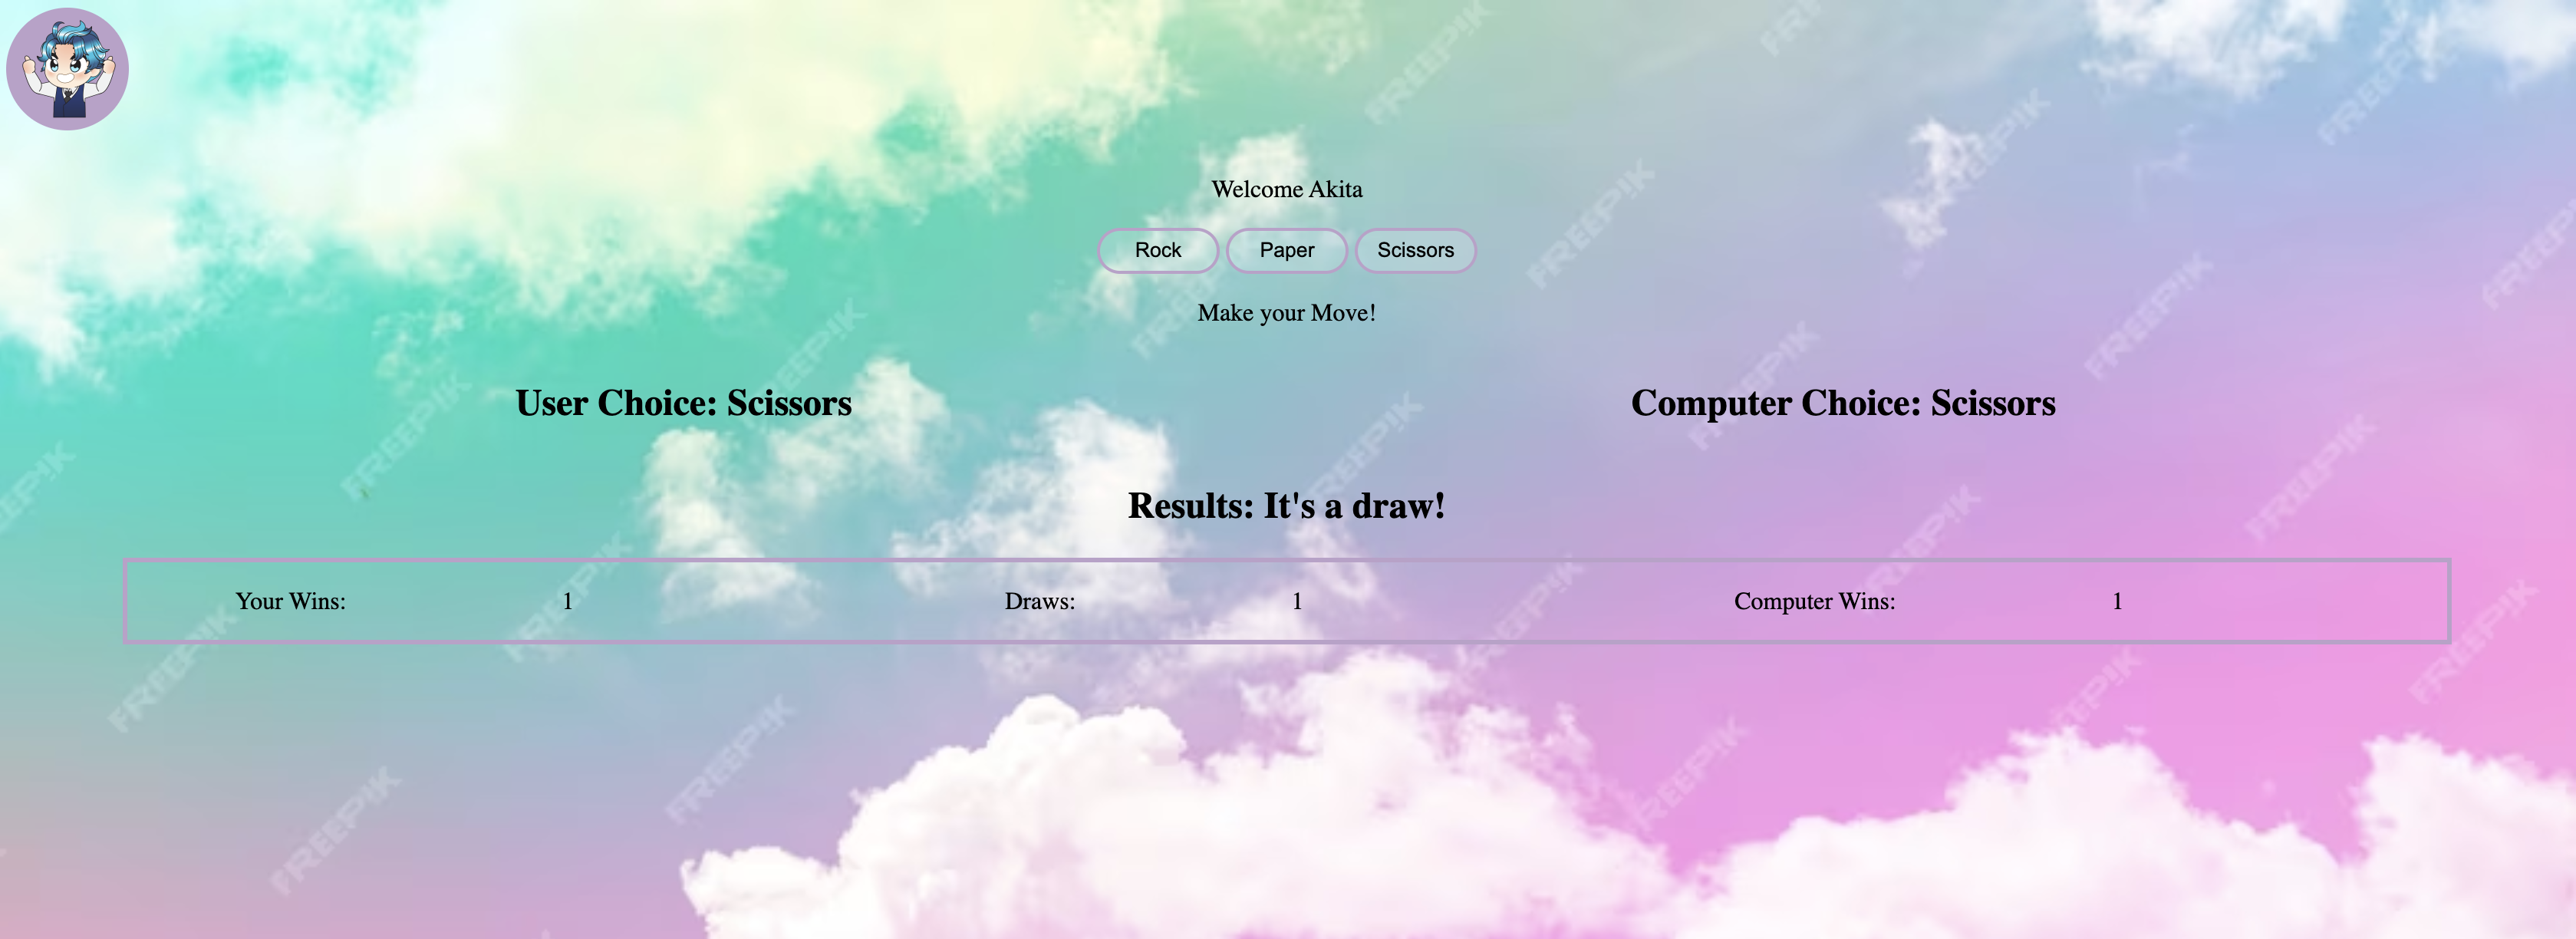 Welcome Akita
Rock Paper Scissors
Make your Move!
User Choice: Scissors Computer Choice: Scissors
Results: It's a draw!
Your Wins: 1 Draws: 1 Computer Wins: 1
FREEPIK